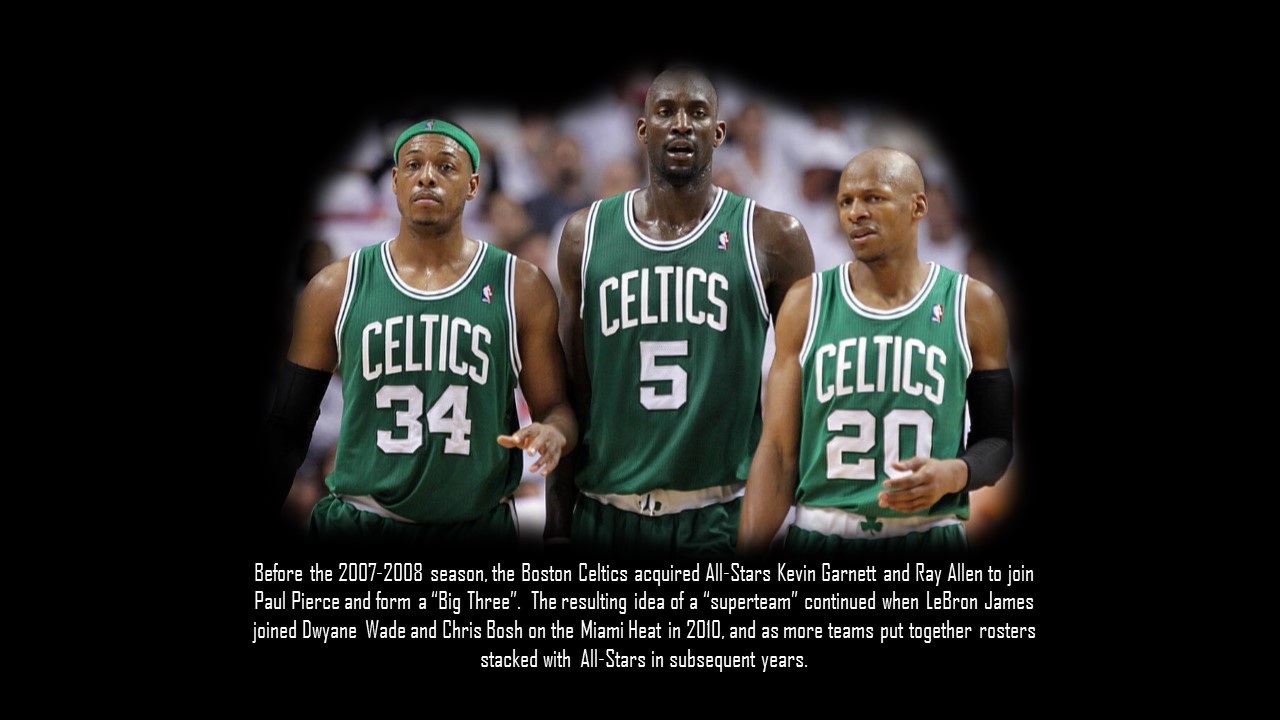 CELTICS
34
CELTICS
5
CELTICS
20
Before the 2007-2008 season, the Boston Celtics acquired All-Stars Kevin Garnett and Ray Allen to join
Paul Pierce and form a “Big Three”. The resulting idea of a “superteam” continued when LeBron James
joined Dwyane Wade and Chris Bosh on the Miami Heat in 2010, and as more teams put together rosters
stacked with All-Stars in subsequent years.